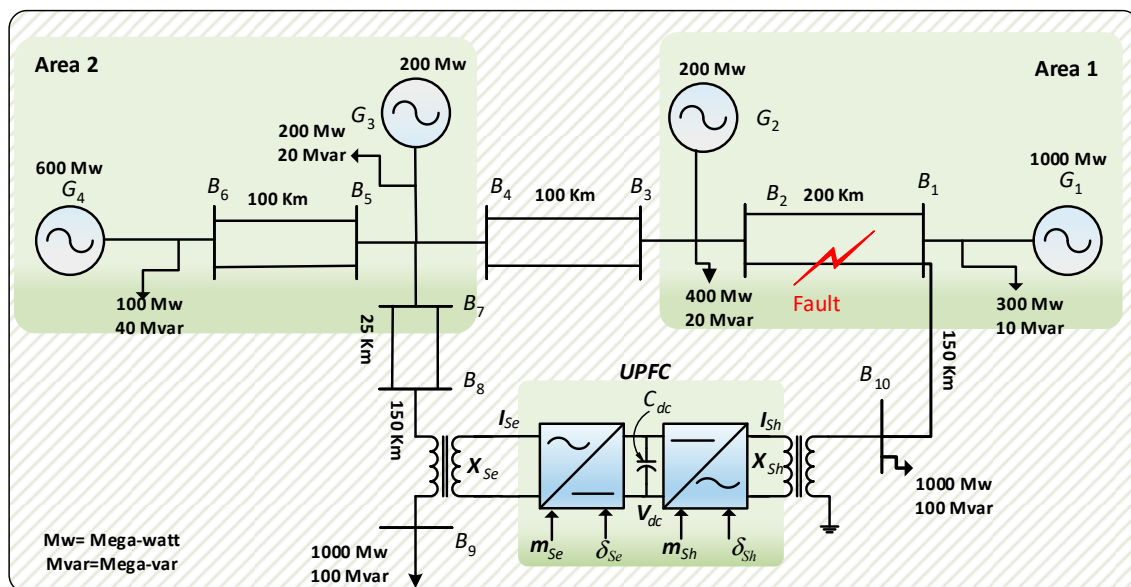 Area 2
200 Mw
G3
200 Mw
20 Mvar
600 Mw
G4
B6
100 Km
B5
100 Mw
40 Mvar
B4
100 Km
B3
Area 1
200 Mw
G2
1000 Mw
G1
B2
200 Km
B1
Fault
400 Mw
20 Mvar
300 Mw
10 Mvar
B7
25 Km
B8
150 Km
150 Km
B10
UPFC
Cdc
ISe
ISh
XSe
XSh
Vdc
mSe
δSe
mSh
δSh
1000 Mw
100 Mvar
B9
1000 Mw
100 Mvar
Mw= Mega-watt
Mvar=Mega-var